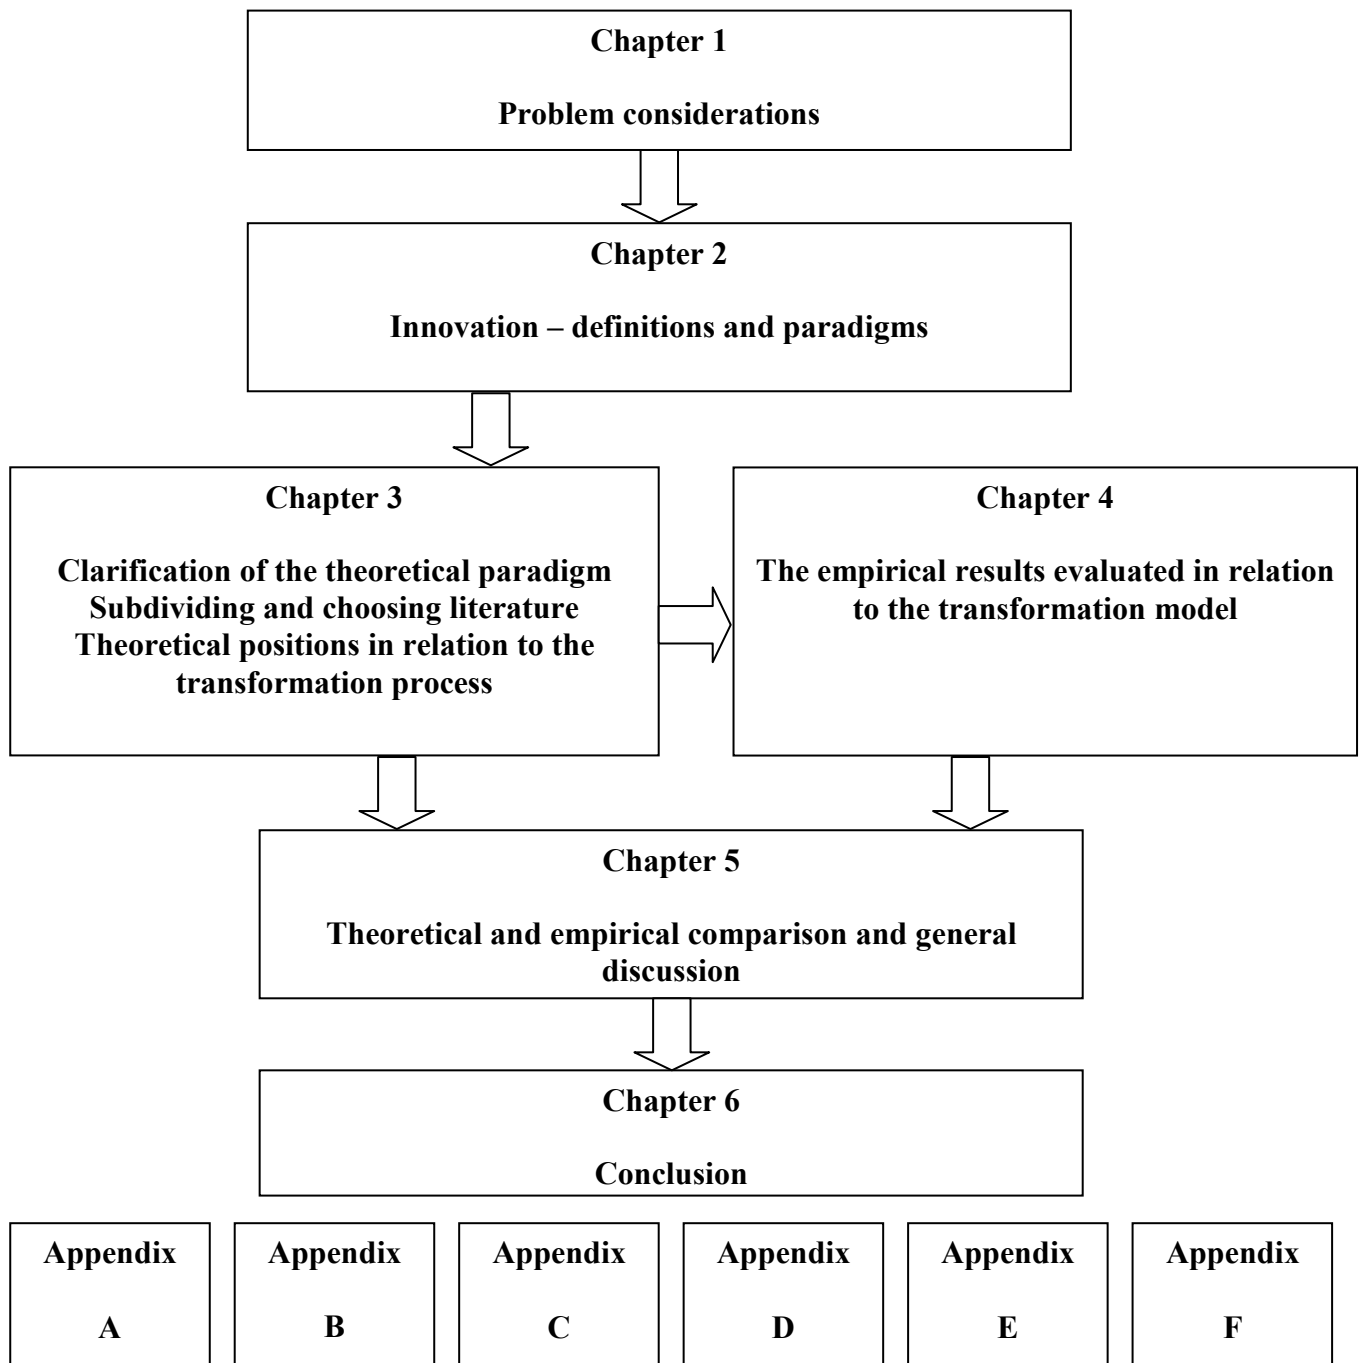 Chapter 1
Problem considerations
Chapter 2
Innovation – definitions and paradigms
Chapter 3
Clarification of the theoretical paradigm
Subdividing and choosing literature
Theoretical positions in relation to the
transformation process
Chapter 4
The empirical results evaluated in relation
to the transformation model
Chapter 5
Theoretical and empirical comparison and general
discussion
Chapter 6
Conclusion
Appendix
A
Appendix
B
Appendix
C
Appendix
D
Appendix
E
Appendix
F